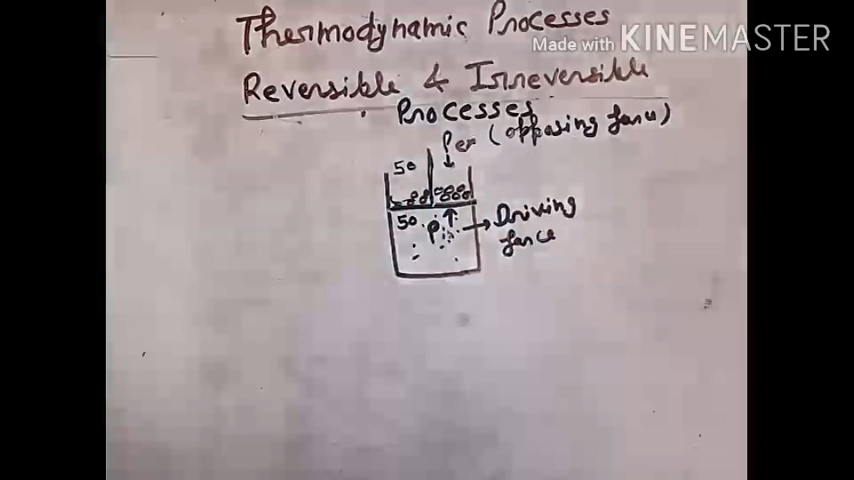 Thermodynamic Processes
Made with KINEMASTER
Reversible & Irreversible
Processes
Pex (opposing force)
50
50 P
Driving
force